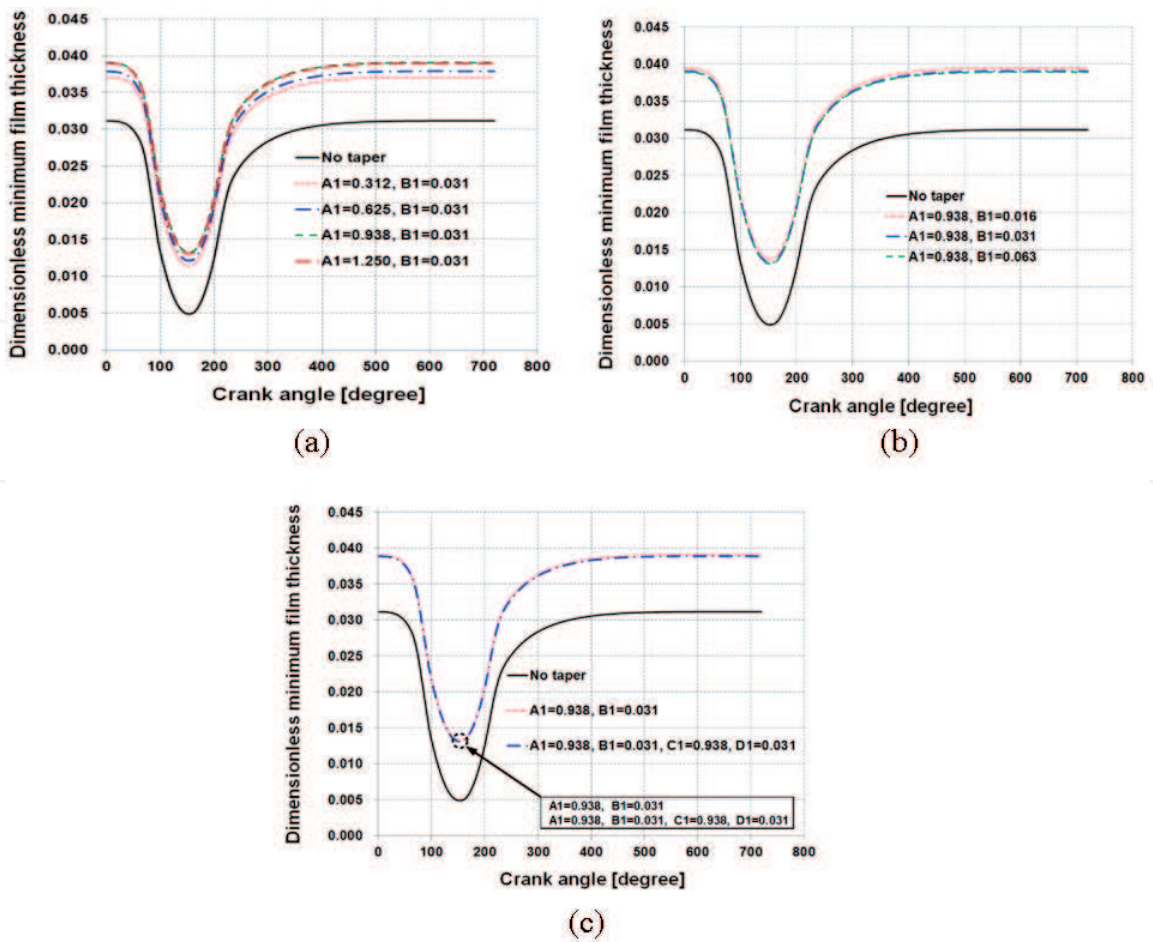 Dimensionless minimum film thickness
0.045
0.040
0.035
0.030
0.025
0.020
0.015
0.010
0.005
0.000
No taper
A1=0.312, B1=0.031
A1=0.625, B1=0.031
A1=0.938, B1=0.031
A1=1.250, B1=0.031
0 100 200 300 400 500 600 700 800
Crank angle [degree]
(a)
Dimensionless minimum film thickness
0.045
0.040
0.035
0.030
0.025
0.020
0.015
0.010
0.005
0.000
No taper
A1=0.938, B1=0.016
A1=0.938, B1=0.031
A1=0.938, B1=0.063
0 100 200 300 400 500 600 700 800
Crank angle [degree]
(b)
Dimensionless minimum film thickness
0.045
0.040
0.035
0.030
0.025
0.020
0.015
0.010
0.005
0.000
No taper
A1=0.938, B1=0.031
A1=0.938, B1=0.031, C1=0.938, D1=0.031
A1=0.938, B1=0.031
A1=0.938, B1=0.031, C1=0.938, D1=0.031
0 100 200 300 400 500 600 700 800
Crank angle [degree]
(c)